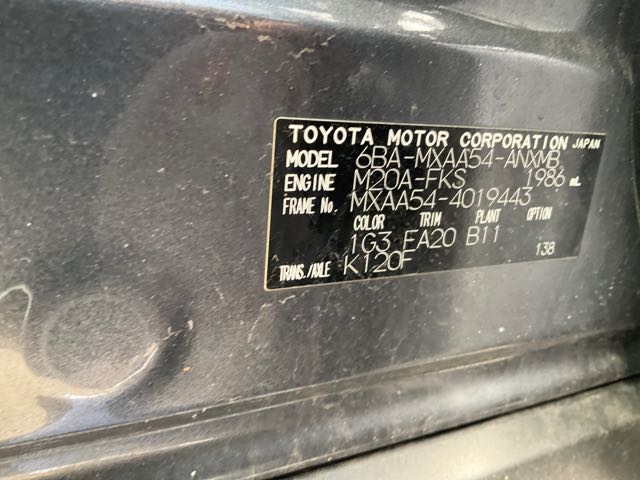 TOYOTA MOTOR CORPORATION JAPAN
MODEL 6BA-MXAA54-ANXMB
ENGINE M20A-FKS 1986 mL
FRAME No. MXAA54-4019443
COLOR TRIM PLANT OPTION
1G3 FA20 B11
TRANS./AXLE K120F 138